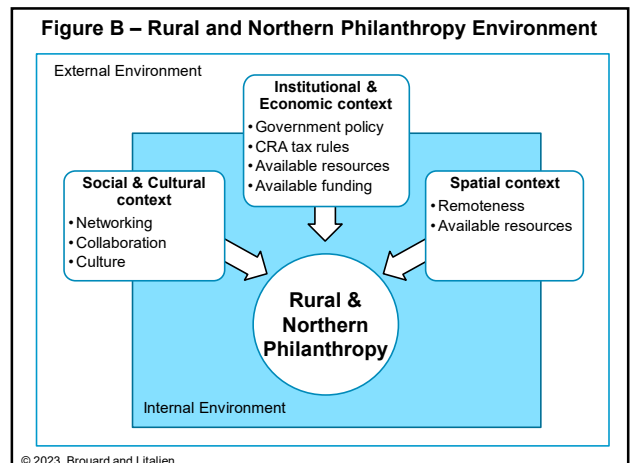 Figure B – Rural and Northern Philanthropy Environment
External Environment
Institutional &
Economic context
• Government policy
• CRA tax rules
• Available resources
• Available funding
Social & Cultural
context
• Networking
• Collaboration
• Culture
Spatial context
• Remoteness
• Available resources
Rural &
Northern
Philanthropy
Internal Environment
© 2023, Brouard and Litalien